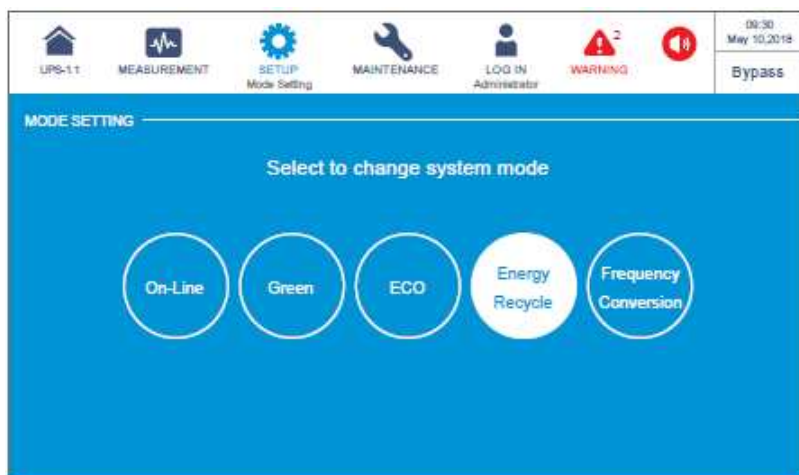 UPS-1.1
MEASUREMENT
SETUP
Mode Setting
MAINTENANCE
LOG IN
Administrator
2
WARNING
09:30
May 10,2018
Bypass
MODE SETTING
Select to change system mode
On-Line
Green
ECO
Energy
Recycle
Frequency
Conversion